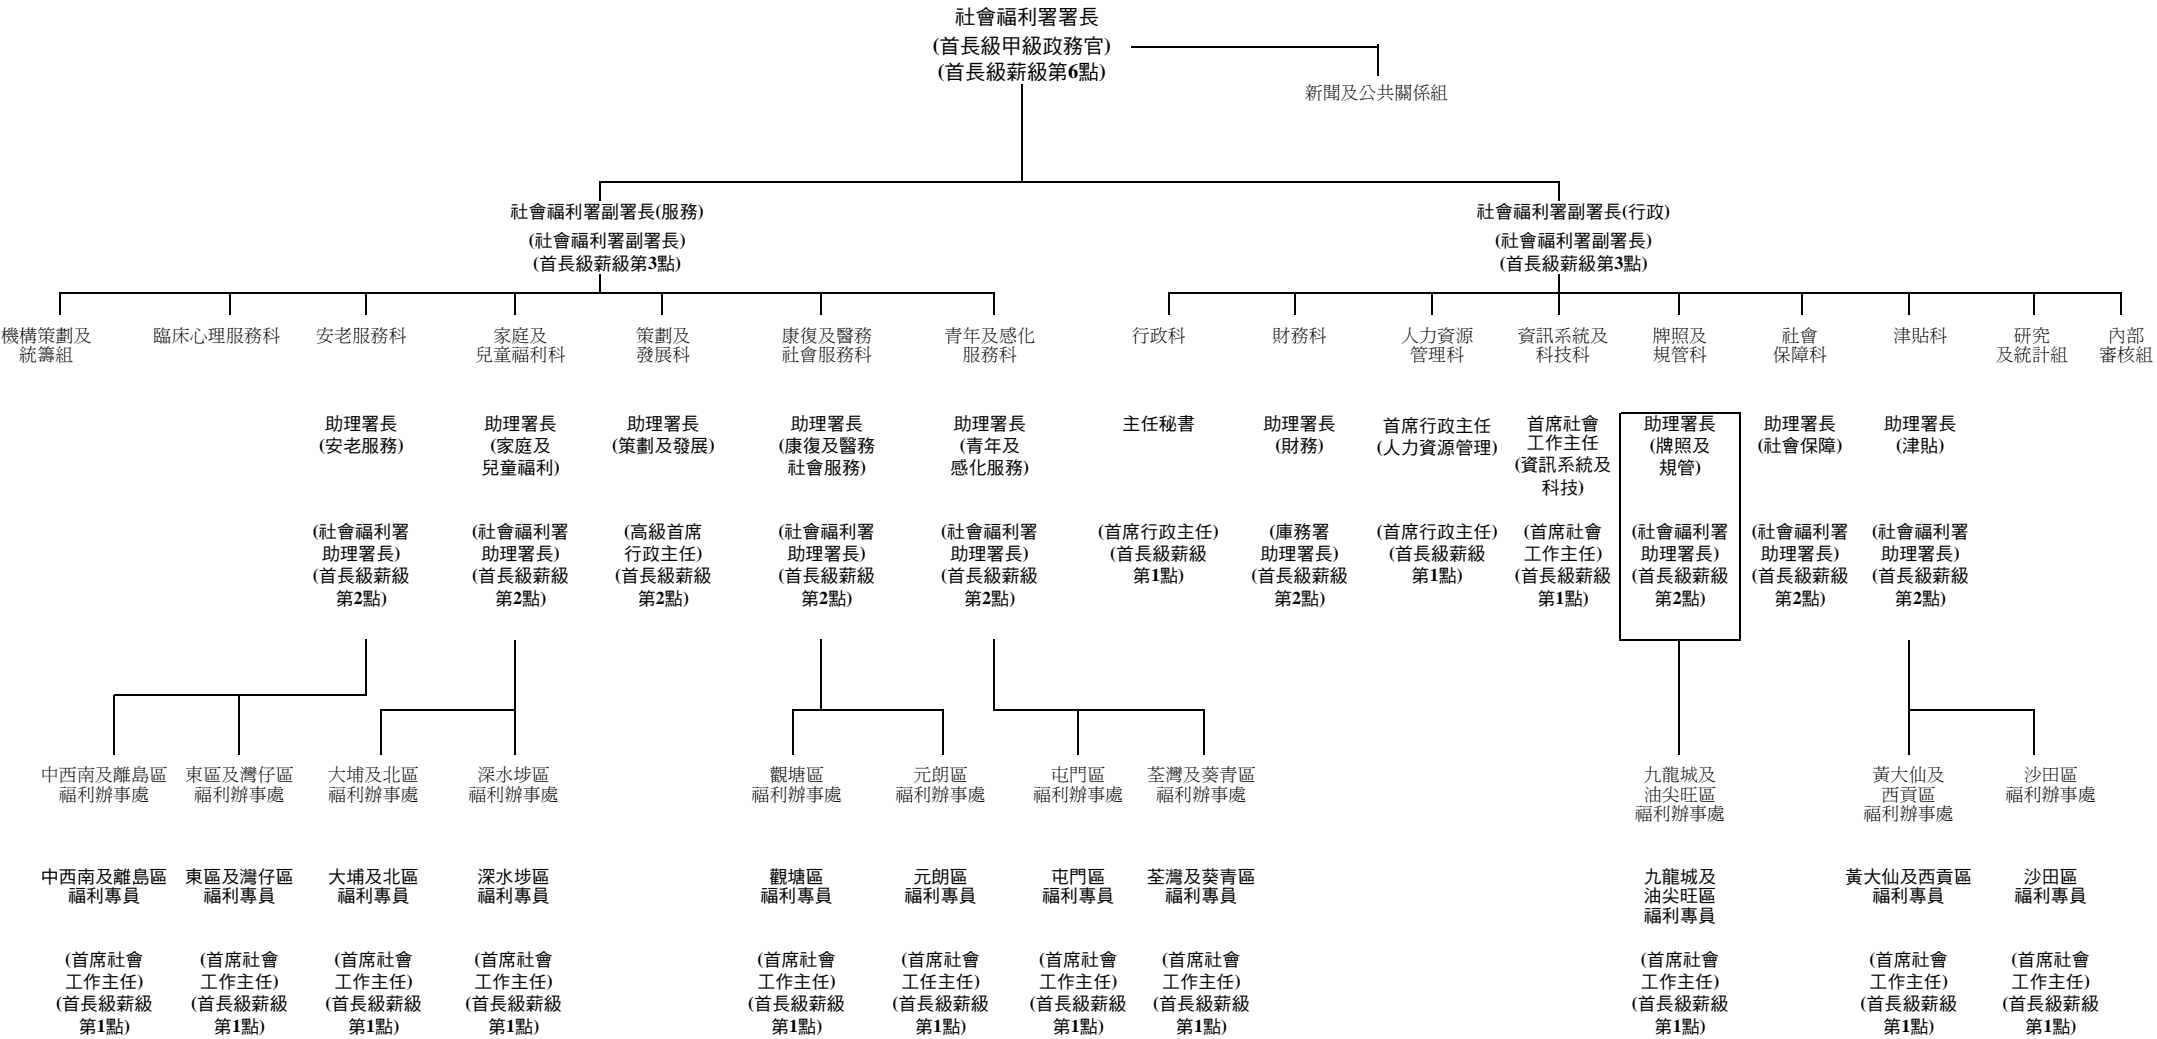 社會福利署署長
(首長級甲級政務官)
(首長級薪級第6點)
新聞及公共關係組
社會福利署副署長(服務)
(社會福利署副署長)
(首長級薪級第3點)
社會福利署副署長(行政)
(社會福利署副署長)
(首長級薪級第3點)
機構策劃及
統籌組
臨床心理服務科
安老服務科
家庭及
兒童福利科
策劃及
發展科
康復及醫務
社會服務科
青年及感化
服務科
行政科
財務科
人力資源
管理科
資訊系統及
科技科
牌照及
規管科
社會
保障科
津貼科
研究
及統計組
內部
審核組
助理署長
(安老服務)
助理署長
(家庭及
兒童福利)
助理署長
(策劃及發展)
助理署長
(康復及醫務
社會服務)
助理署長
(青年及
感化服務)
主任秘書
助理署長
(財務)
首席行政主任
(人力資源管理)
首席社會
工作主任
(資訊系統及
科技)
助理署長
(牌照及
規管)
助理署長
(社會保障)
助理署長
(津貼)
(社會福利署
助理署長)
(首長級薪級
第2點)
(社會福利署
助理署長)
(首長級薪級
第2點)
(高級首席
行政主任)
(首長級薪級
第2點)
(社會福利署
助理署長)
(首長級薪級
第2點)
(社會福利署
助理署長)
(首長級薪級
第2點)
(首席行政主任)
(首長級薪級
第1點)
(庫務署
助理署長)
(首長級薪級
第2點)
(首席行政主任)
(首長級薪級
第1點)
(首席社會
工作主任)
(首長級薪級
第1點)
(社會福利署
助理署長)
(首長級薪級
第2點)
(社會福利署
助理署長)
(首長級薪級
第2點)
(社會福利署
助理署長)
(首長級薪級
第2點)
中西南及離島區
福利辦事處
東區及灣仔區
福利辦事處
大埔及北區
福利辦事處
深水埗區
福利辦事處
觀塘區
福利辦事處
元朗區
福利辦事處
屯門區
福利辦事處
荃灣及葵青區
福利辦事處
九龍城及
油尖旺區
福利辦事處
黃大仙及
西貢區
福利辦事處
沙田區
福利辦事處
中西南及離島區
福利專員
東區及灣仔區
福利專員
大埔及北區
福利專員
深水埗區
福利專員
觀塘區
福利專員
元朗區
福利專員
屯門區
福利專員
荃灣及葵青區
福利專員
九龍城及
油尖旺區
福利專員
黃大仙及西貢區
福利專員
沙田區
福利專員
(首席社會
工作主任)
(首長級薪級
第1點)
(首席社會
工作主任)
(首長級薪級
第1點)
(首席社會
工作主任)
(首長級薪級
第1點)
(首席社會
工作主任)
(首長級薪級
第1點)
(首席社會
工作主任)
(首長級薪級
第1點)
(首席社會
工任主任)
(首長級薪級
第1點)
(首席社會
工作主任)
(首長級薪級
第1點)
(首席社會
工作主任)
(首長級薪級
第1點)
(首席社會
工作主任)
(首長級薪級
第1點)
(首席社會
工作主任)
(首長級薪級
第1點)
(首席社會
工作主任)
(首長級薪級
第1點)